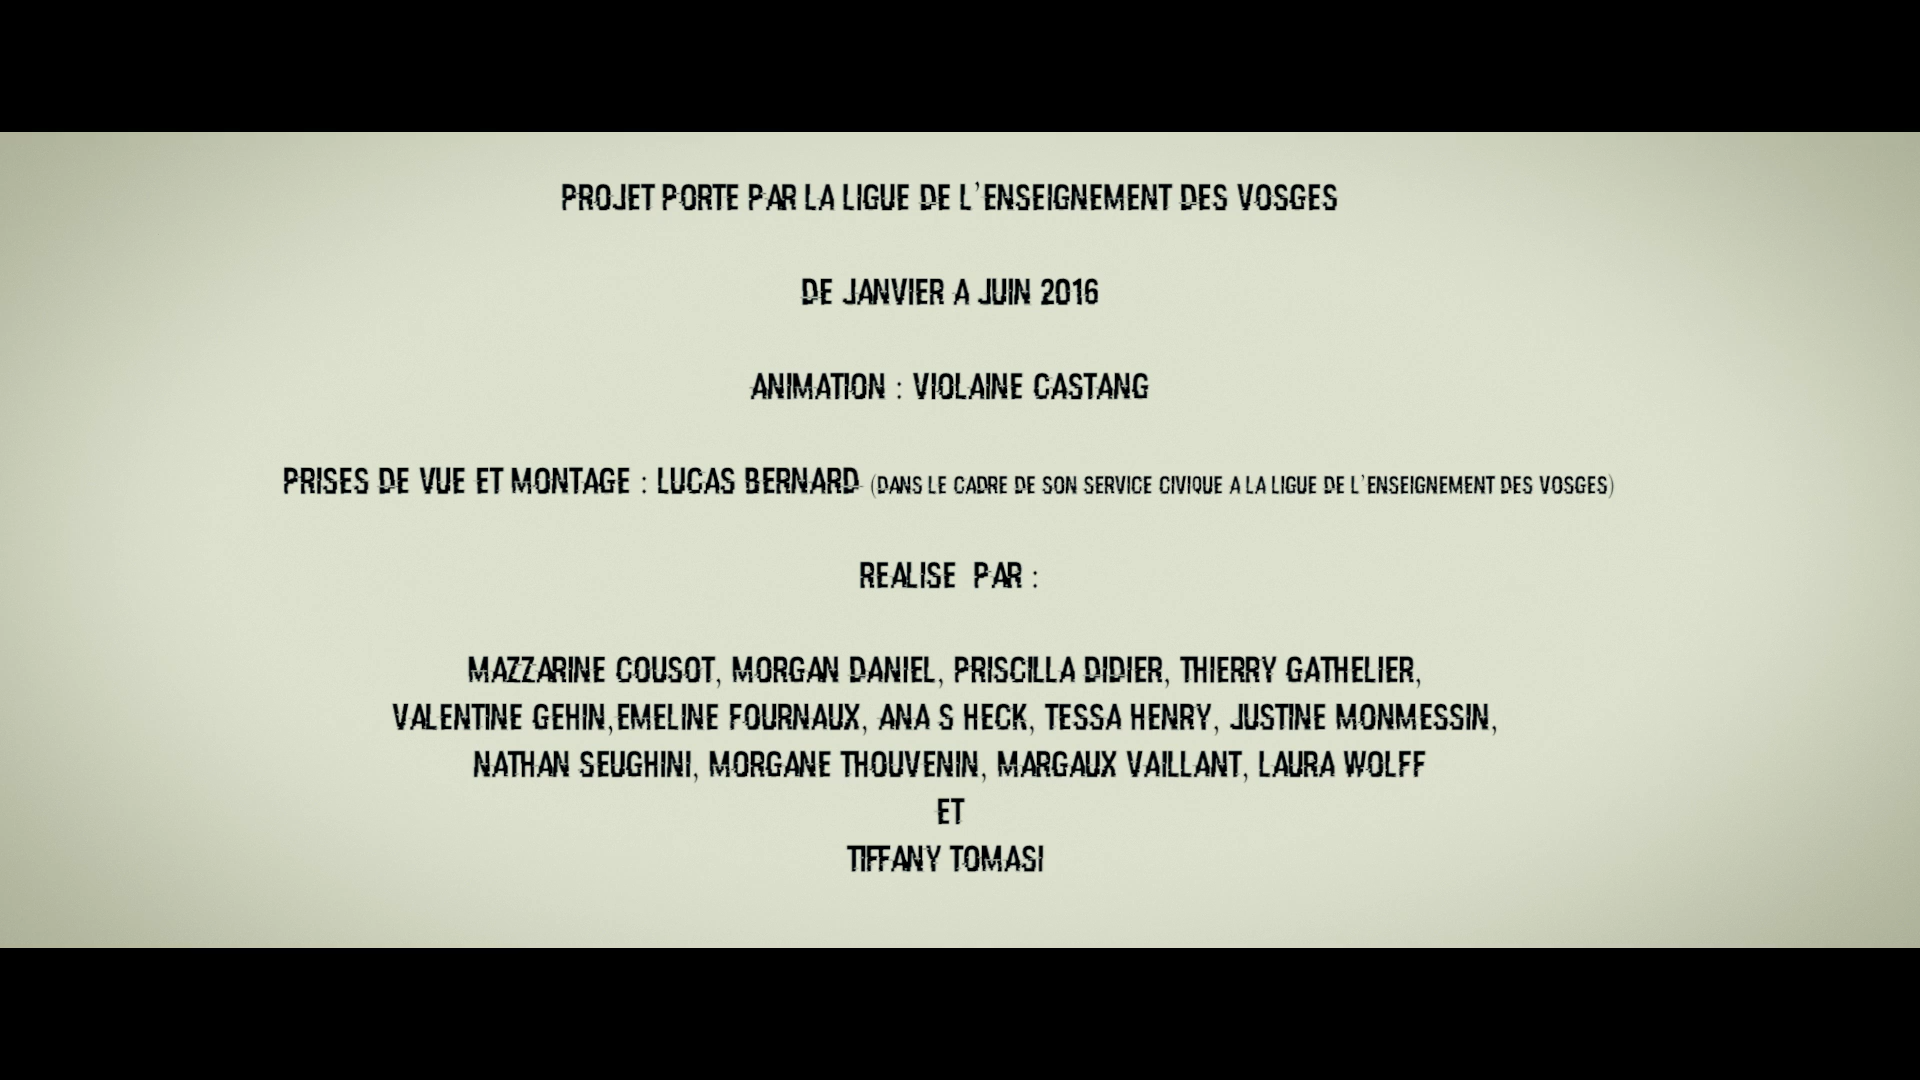 PROJET PORTE PAR LA LIGUE DE L'ENSEIGNEMENT DES VOSGES
DE JANVIER A JUIN 2016
ANIMATION : VIOLAINE CASTANG
PRISES DE VUE ET MONTAGE : LUCAS BERNARD (DANS LE CADRE DE SON SERVICE CIVIQUE A LA LIGUE DE L'ENSEIGNEMENT DES VOSGES)
REALISE PAR :
MAZZARINE COUSOT, MORGAN DANIEL, PRISCILLA DIDIER, THIERRY GATHELIER,
VALENTINE GEHIN,EMELINE FOURNAUX, ANA S HECK, TESSA HENRY, JUSTINE MONMESSIN,
NATHAN SEUGHINI, MORGANE THOUVENIN, MARGAUX VAILLANT, LAURA WOLFF
ET
TIFFANY TOMASI